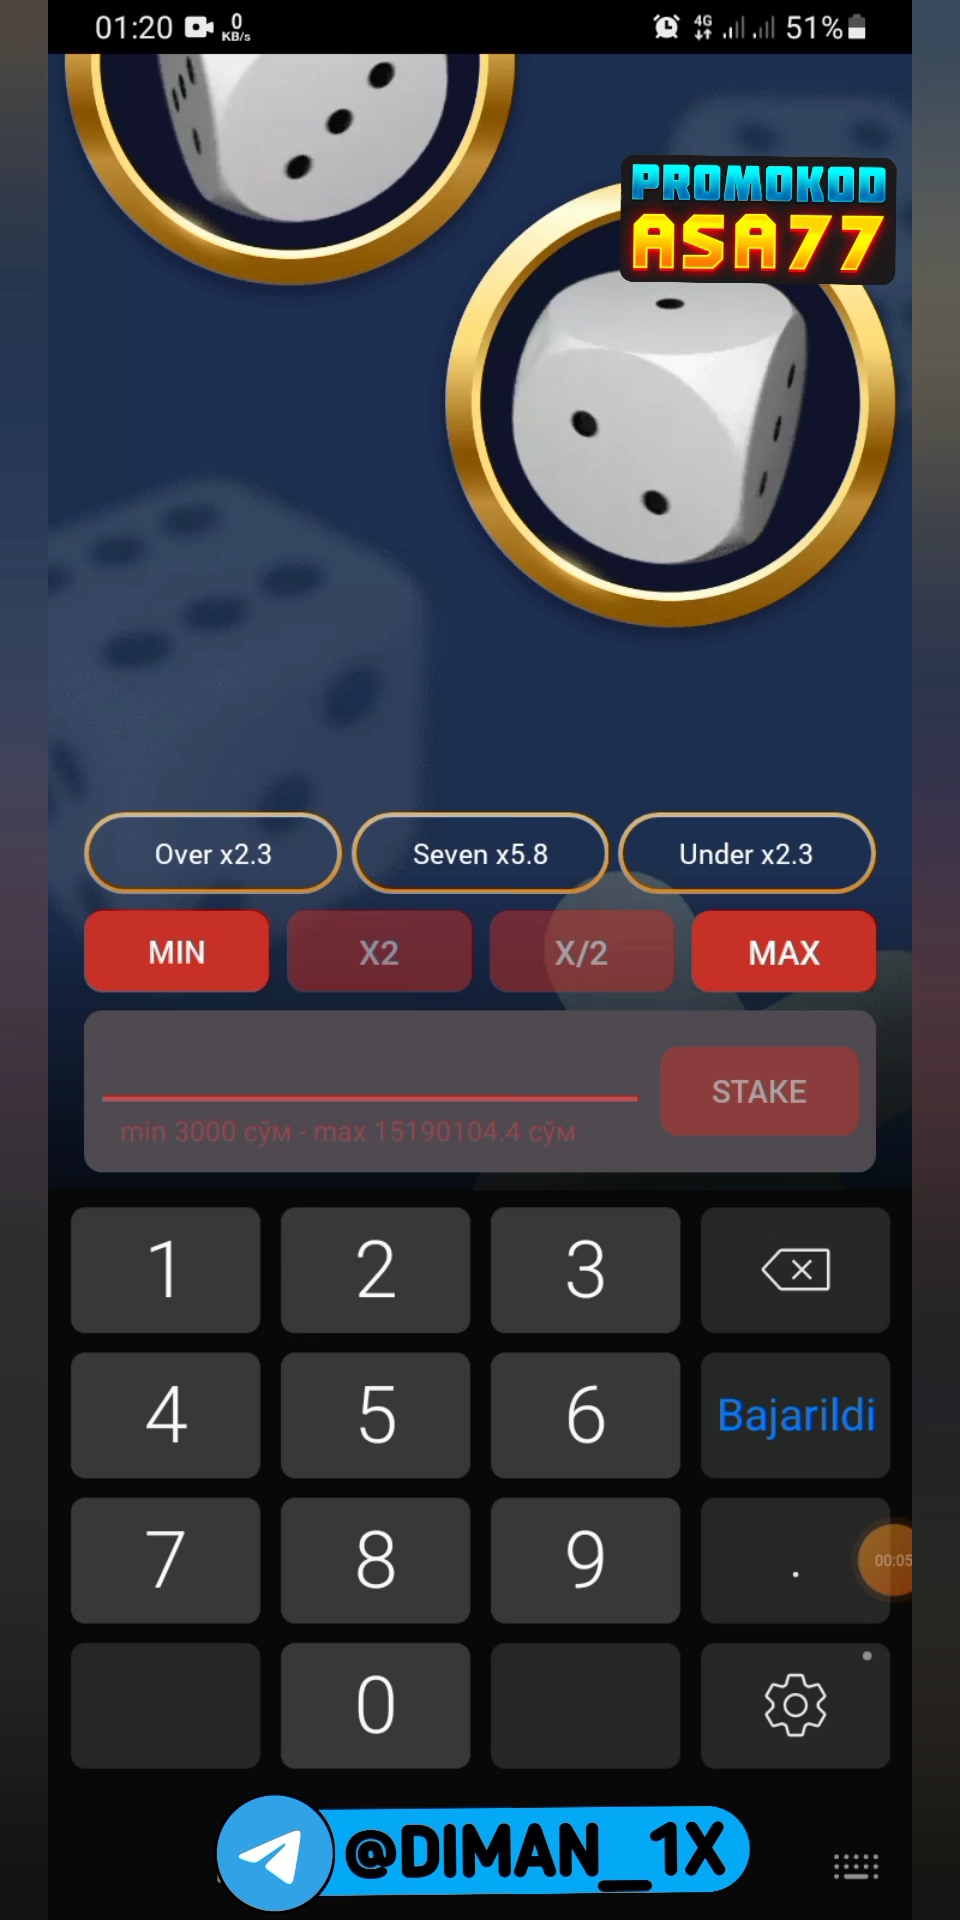 01:20 0 KB/s 4G 51%
PROMOKOD
ASA77
Over x2.3 Seven x5.8 Under x2.3
MIN X2 X/2 MAX
STAKE
min 3000 сўм - max 15190104.4 сўм
1 2 3
4 5 6 Bajarildi
7 8 9 . 00:05
0
@DIMAN_1X